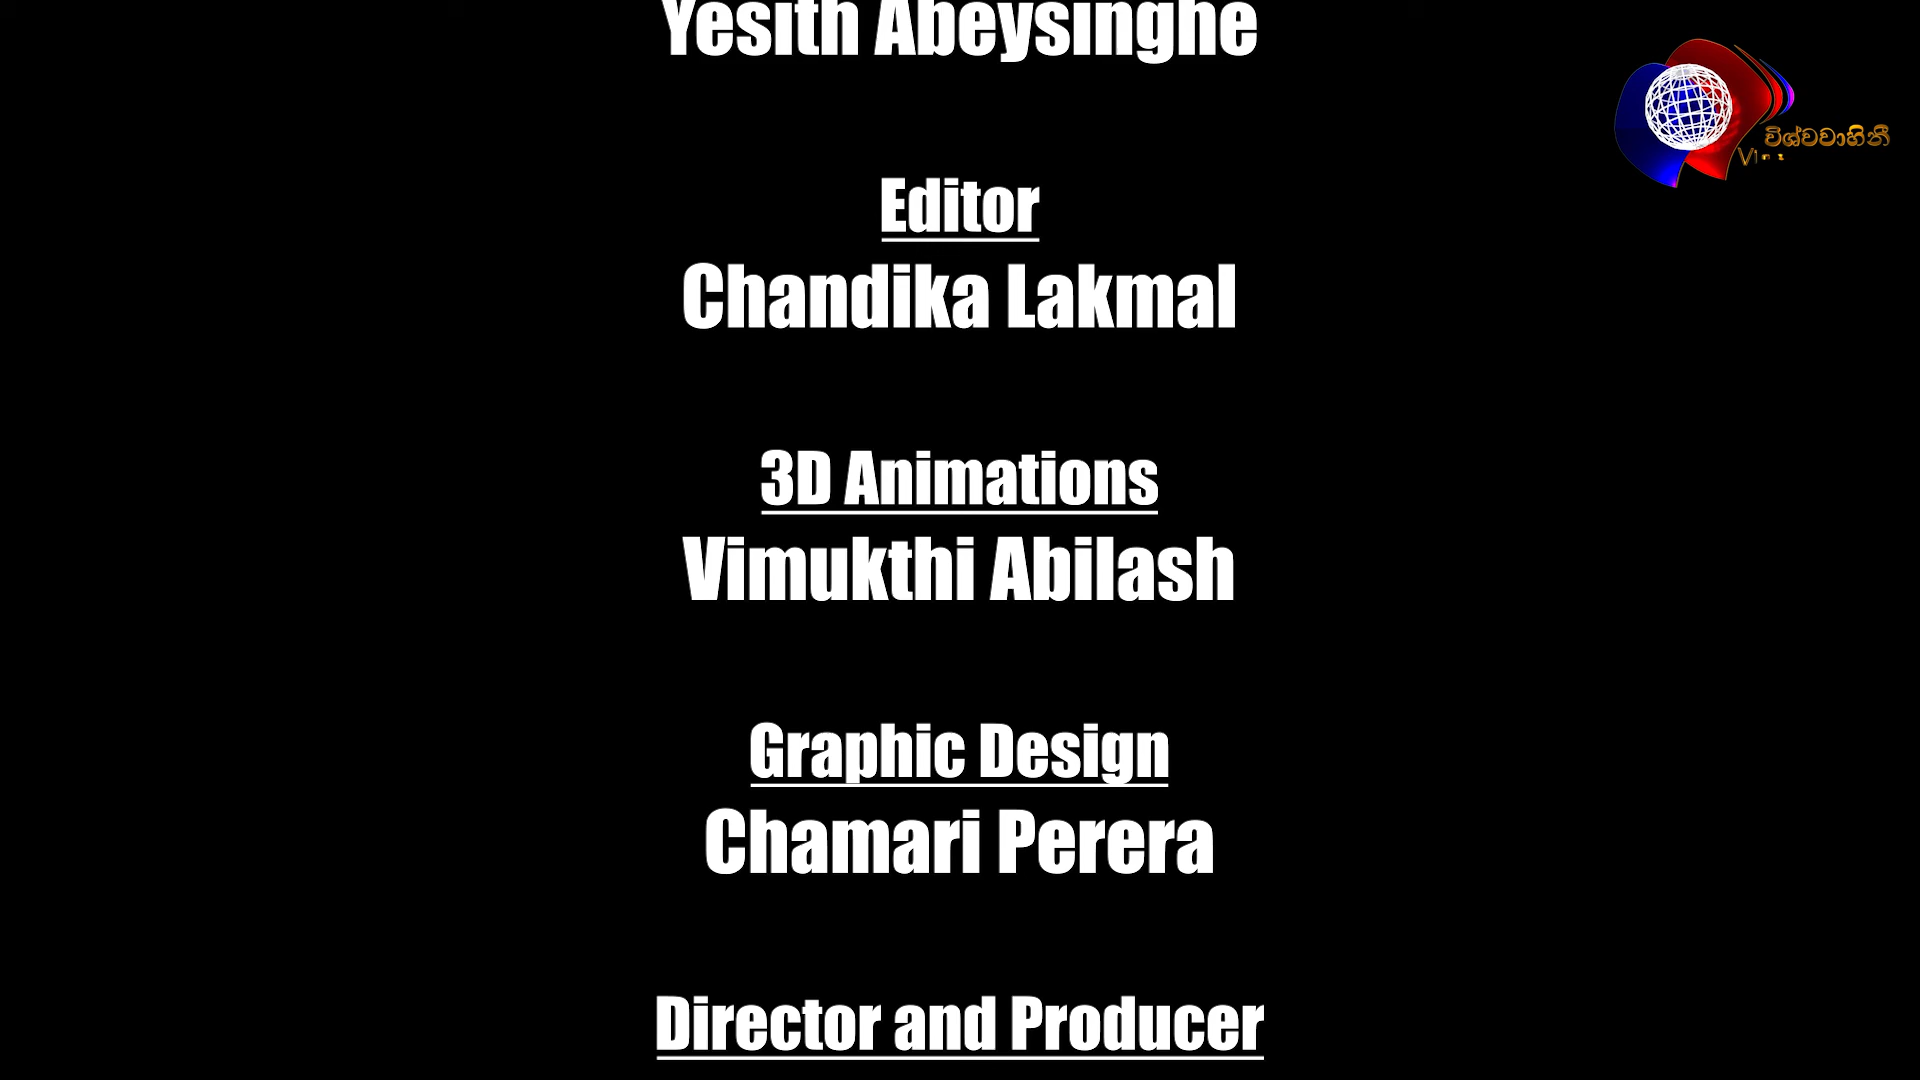 Yesith Abeysinghe
විශ්වවාහිනී
Editor
Chandika Lakmal
3D Animations
Vimukthi Abilash
Graphic Design
Chamari Perera
Director and Producer